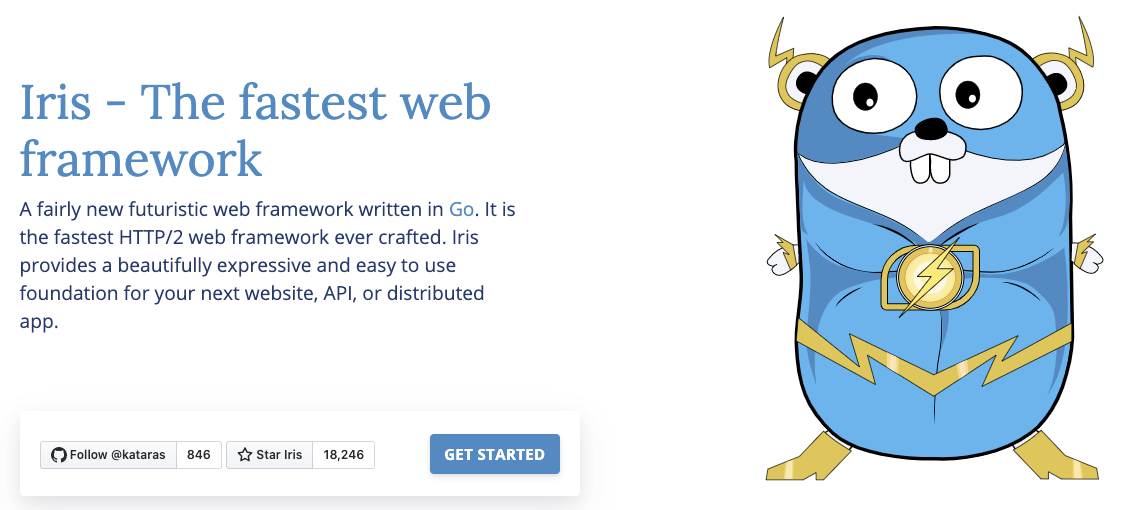 Iris - The fastest web
framework
A fairly new futuristic web framework written in Go. It is
the fastest HTTP/2 web framework ever crafted. Iris
provides a beautifully expressive and easy to use
foundation for your next website, API, or distributed
app.
Follow @kataras 846 Star Iris 18,246 GET STARTED